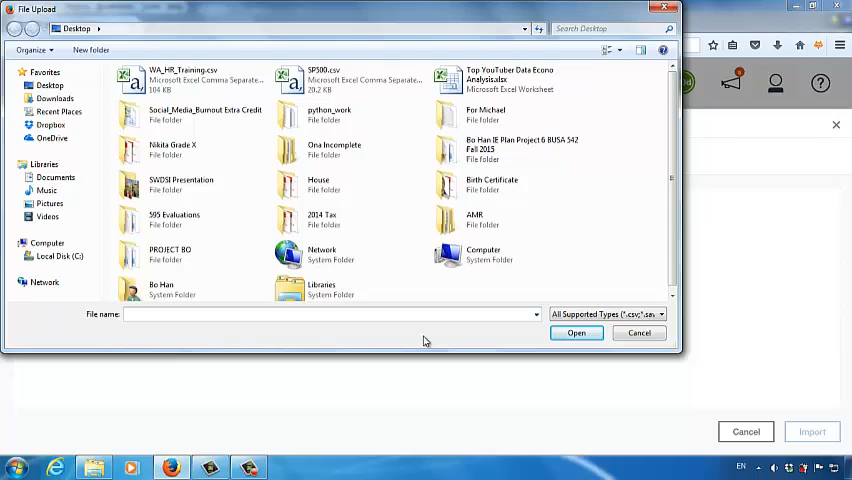 File Upload
Desktop
Search Desktop
Organize
New folder
Favorites
Desktop
Downloads
Recent Places
Dropbox
OneDrive
Libraries
Documents
Music
Pictures
Videos
Computer
Local Disk (C:)
Network
WA_HR_Training.csv
Microsoft Excel Comma Separate...
104 KB
SP500.csv
Microsoft Excel Comma Separate...
20.2 KB
Top YouTuber Data Econo
Analysis.xlsx
Microsoft Excel Worksheet
Social_Media_Burnout Extra Credit
File folder
python_work
File folder
For Michael
File folder
Nikita Grade X
File folder
Ona Incomplete
File folder
Bo Han IE Plan Project 6 BUSA 542
Fall 2015
File folder
SWDSI Presentation
File folder
House
File folder
Birth Certificate
File folder
595 Evaluations
File folder
2014 Tax
File folder
AMR
File folder
PROJECT BO
File folder
Network
System Folder
Computer
System Folder
Bo Han
System Folder
Libraries
System Folder
File name:
All Supported Types (*.csv;*.sav
Open
Cancel
Cancel
Import
EN